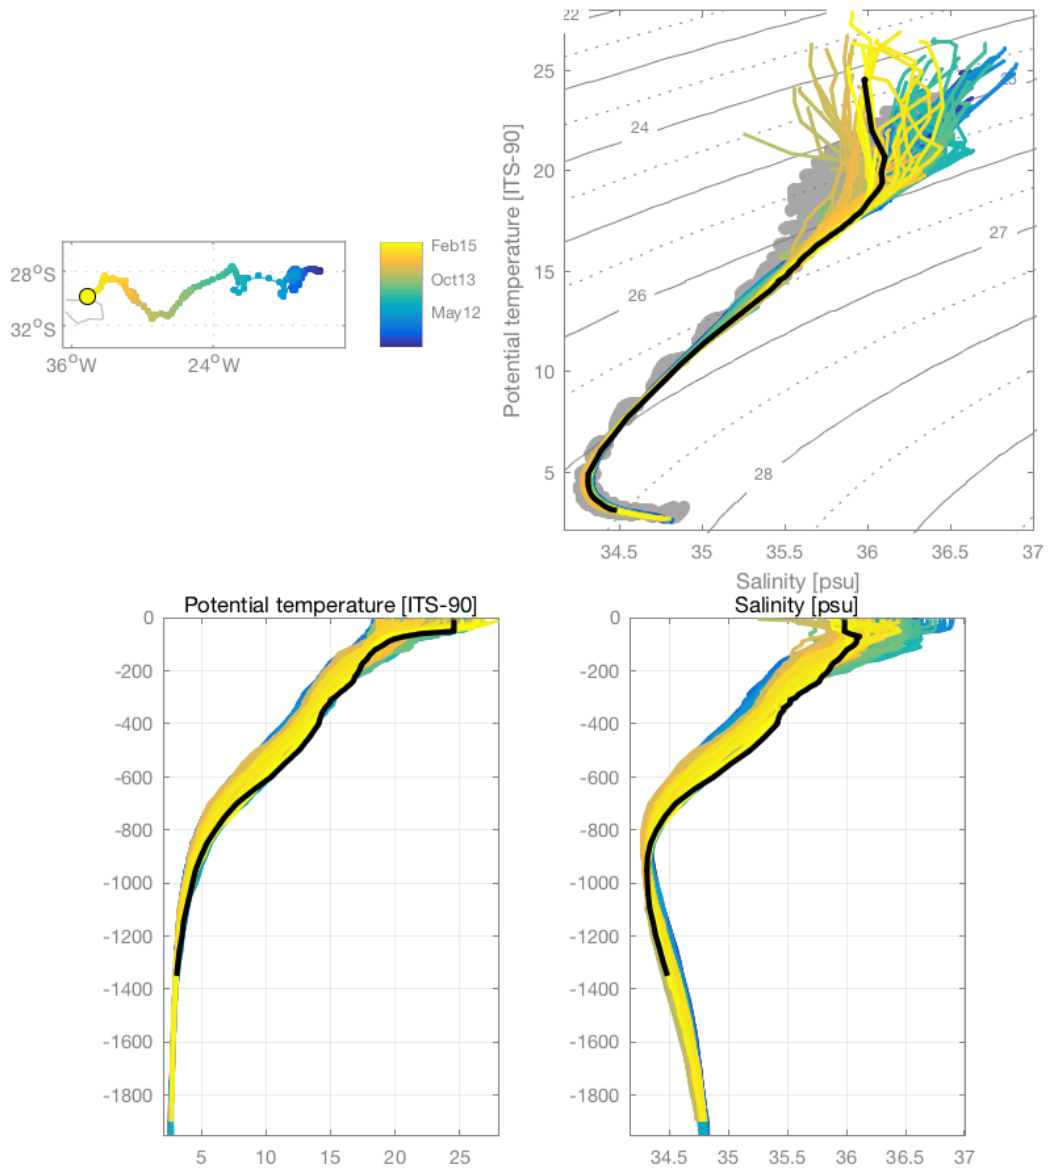 22
25
24
23
20
27
15
26
10
28
5
34.5 35 35.5 36 36.5 37
Potential temperature [ITS-90]
Salinity [psu]
28°S
32°S
36°W 24°W
Feb15
Oct13
May12
Potential temperature [ITS-90]
0
-200
-400
-600
-800
-1000
-1200
-1400
-1600
-1800
5 10 15 20 25
Salinity [psu]
0
-200
-400
-600
-800
-1000
-1200
-1400
-1600
-1800
34.5 35 35.5 36 36.5 37